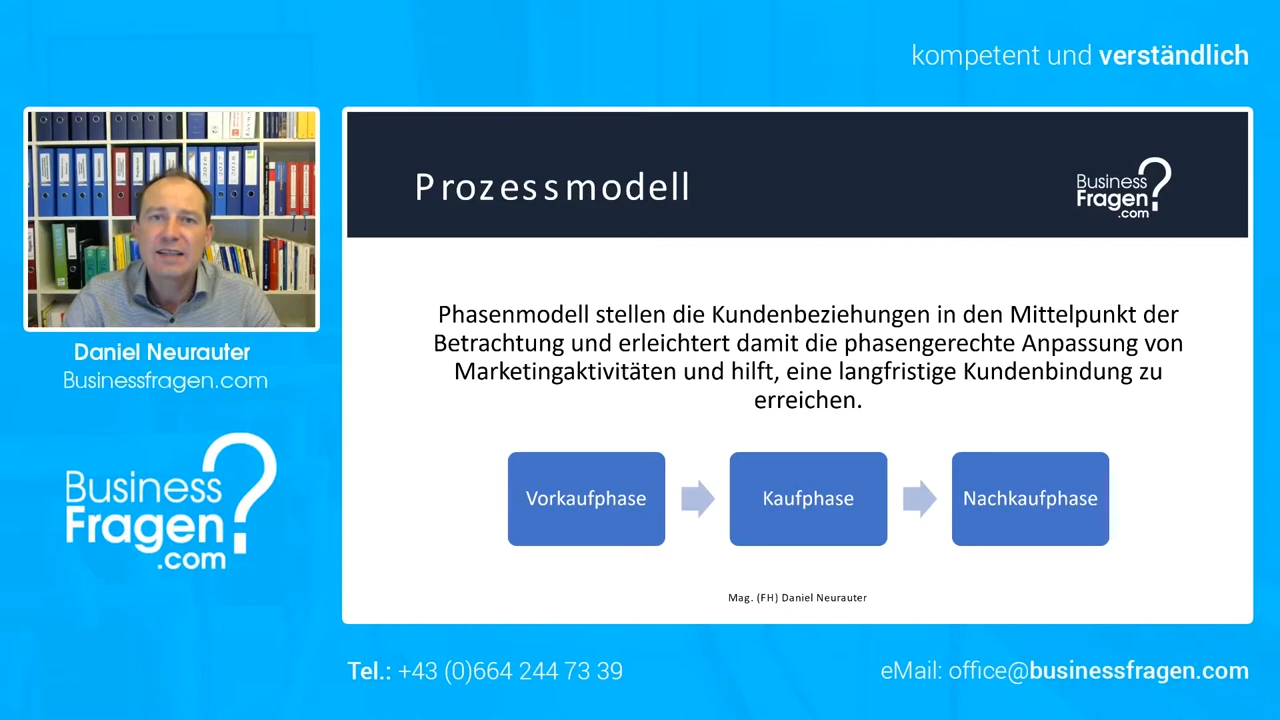 kompetent und verständlich
Prozessmodell
Business
Fragen?
.com
Phasenmodell stellen die Kundenbeziehungen in den Mittelpunkt der
Betrachtung und erleichtert damit die phasengerechte Anpassung von
Marketingaktivitäten und hilft, eine langfristige Kundenbindung zu
erreichen.
Vorkaufphase
Kaufphase
Nachkaufphase
Mag. (FH) Daniel Neurauter
Daniel Neurauter
Businessfragen.com
Business
Fragen?
.com
Tel.: +43 (0)664 244 73 39
eMail: office@businessfragen.com